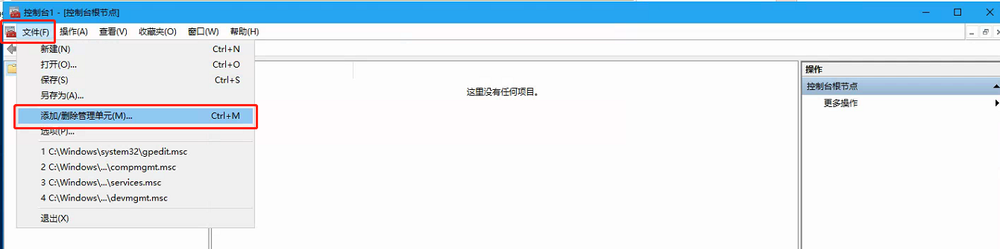 控制台1 - [控制台根节点]
文件(F) 操作(A) 查看(V) 收藏夹(O) 窗口(W) 帮助(H)
新建(N) Ctrl+N
打开(O)... Ctrl+O
保存(S) Ctrl+S
另存为(A)...
添加/删除管理单元(M)... Ctrl+M
选项(P)...
1 C:\Windows\system32\gpedit.msc
2 C:\Windows\...\compmgmt.msc
3 C:\Windows\...\services.msc
4 C:\Windows\...\devmgmt.msc
退出(X)
这里没有任何项目。
操作
控制台根节点
更多操作